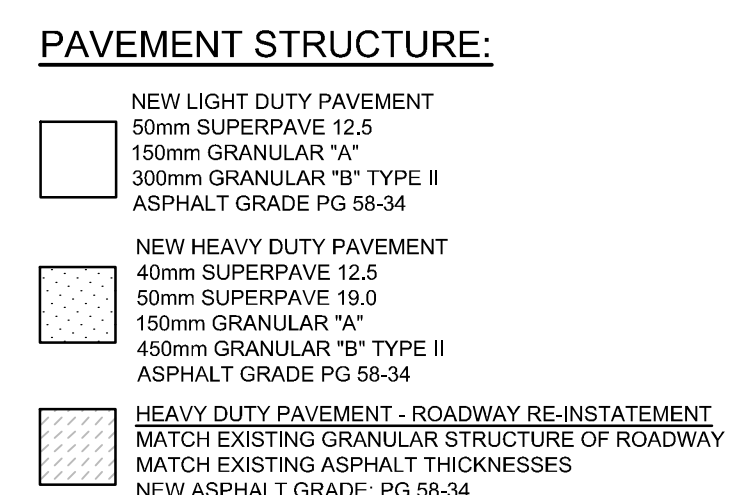 PAVEMENT STRUCTURE:
NEW LIGHT DUTY PAVEMENT
50mm SUPERPAVE 12.5
150mm GRANULAR "A"
300mm GRANULAR "B" TYPE II
ASPHALT GRADE PG 58-34
NEW HEAVY DUTY PAVEMENT
40mm SUPERPAVE 12.5
50mm SUPERPAVE 19.0
150mm GRANULAR "A"
450mm GRANULAR "B" TYPE II
ASPHALT GRADE PG 58-34
HEAVY DUTY PAVEMENT - ROADWAY RE-INSTATEMENT
MATCH EXISTING GRANULAR STRUCTURE OF ROADWAY
MATCH EXISTING ASPHALT THICKNESSES
NEW ASPHALT GRADE: PG 58-34